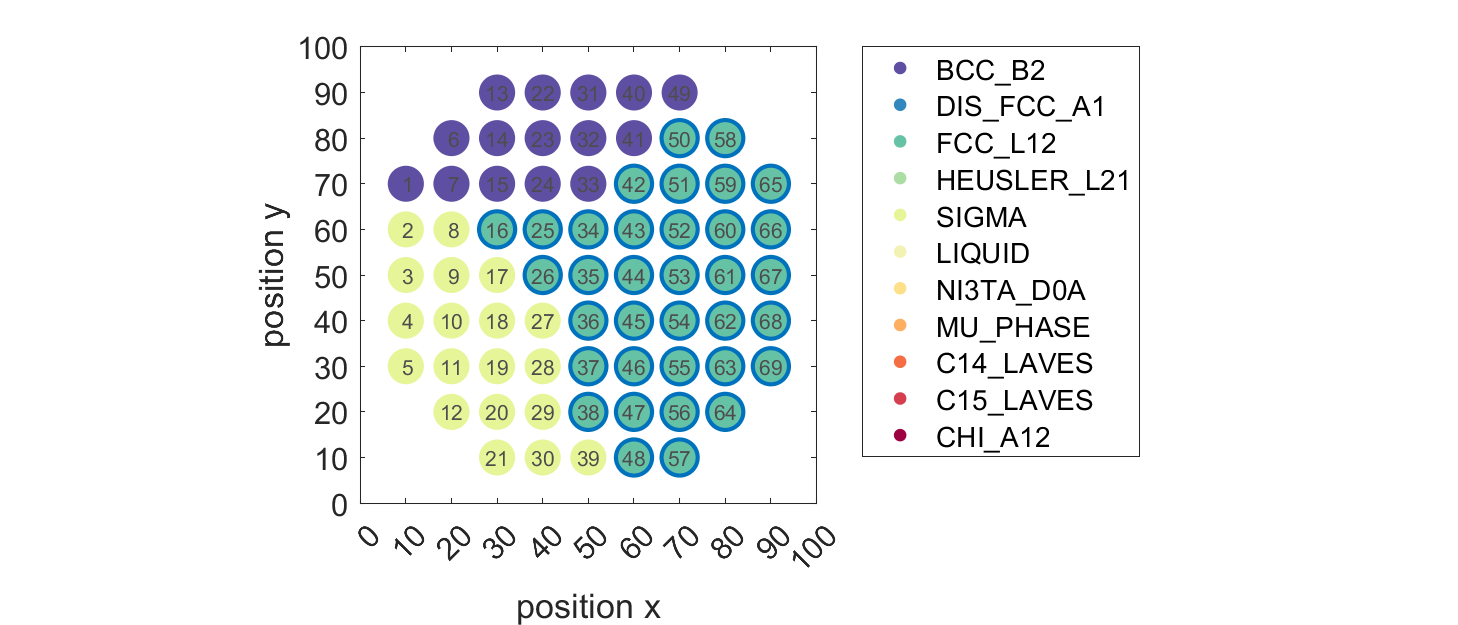 100
90
80
70
60
50
40
30
20
10
0
position y
13 22 31 40 49
6 14 23 32 41 50 58
1 7 15 24 33 42 51 59 65
2 8 16 25 34 43 52 60 66
3 9 17 26 35 44 53 61 67
4 10 18 27 36 45 54 62 68
5 11 19 28 37 46 55 63 69
12 20 29 38 47 56 64
21 30 39 48 57
0 10 20 30 40 50 60 70 80 90 100
position x
BCC_B2
DIS_FCC_A1
FCC_L12
HEUSLER_L21
SIGMA
LIQUID
NI3TA_D0A
MU_PHASE
C14_LAVES
C15_LAVES
CHI_A12